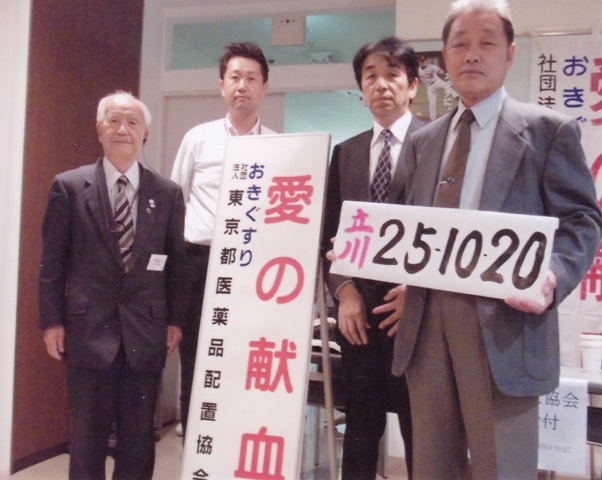 愛の献血
おきぐすり
社団法人
東京都医薬品配置協会
立川
25-10-20
おきぐ
社団法
協会
付